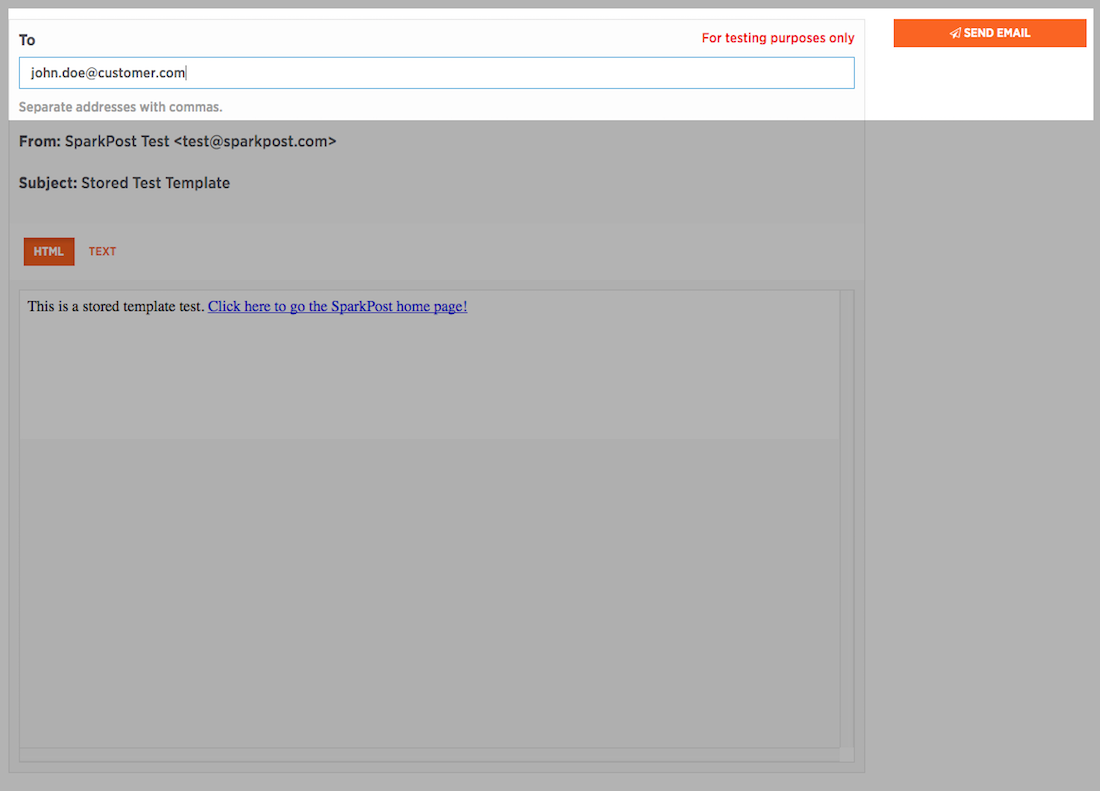 To
For testing purposes only
SEND EMAIL
john.doe@customer.com
Separate addresses with commas.
From: SparkPost Test <test@sparkpost.com>
Subject: Stored Test Template
HTML TEXT
This is a stored template test. Click here to go the SparkPost home page!